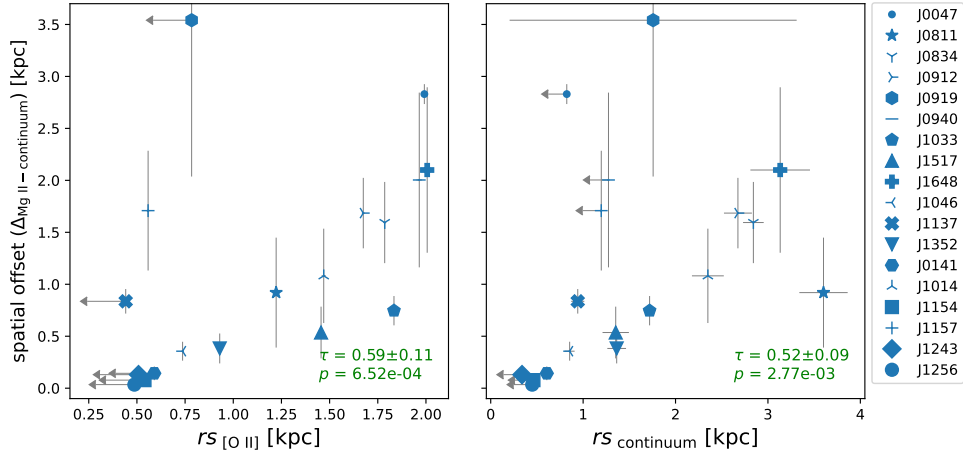 spatial offset (Δ Mg II − continuum) [kpc]
3.5
3.0
2.5
2.0
1.5
1.0
0.5
0.0
τ = 0.59±0.11
p = 6.52e-04
0.25 0.50 0.75 1.00 1.25 1.50 1.75 2.00
rs [O II] [kpc]
τ = 0.52±0.09
p = 2.77e-03
0 1 2 3 4
rs continuum [kpc]
J0047
J0811
J0834
J0912
J0919
J0940
J1033
J1517
J1648
J1046
J1137
J1352
J0141
J1014
J1154
J1157
J1243
J1256